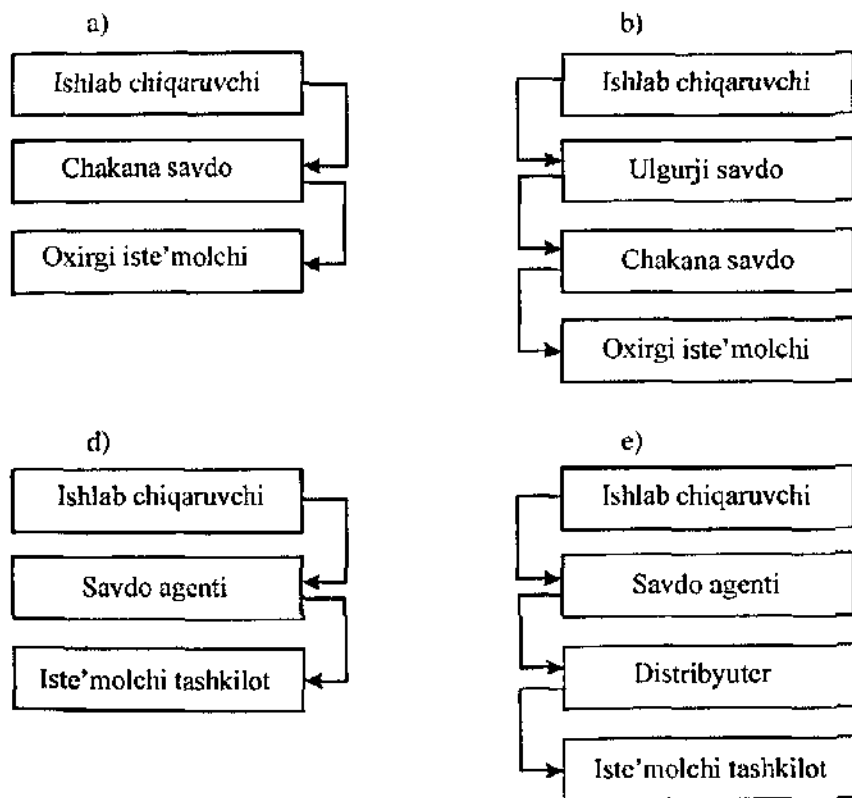 a)
Ishlab chiqaruvchi
Chakana savdo
Oxirgi iste’molchi
b)
Ishlab chiqaruvchi
Ulgurji savdo
Chakana savdo
Oxirgi iste’molchi
d)
Ishlab chiqaruvchi
Savdo agenti
Iste’molchi tashkilot
e)
Ishlab chiqaruvchi
Savdo agenti
Distribyuter
Iste’molchi tashkilot